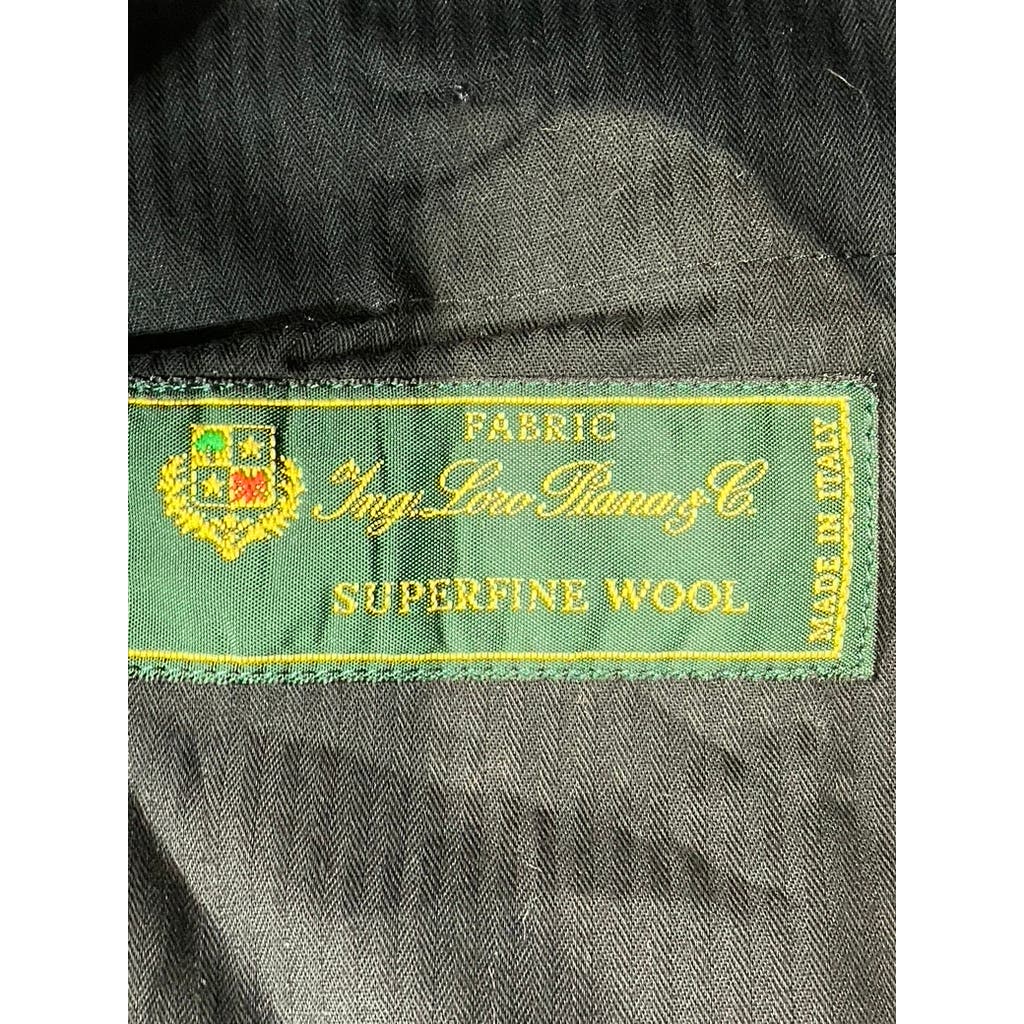 FABRIC
Ing. Loro Piana & C.
SUPERFINE WOOL
MADE IN ITALY